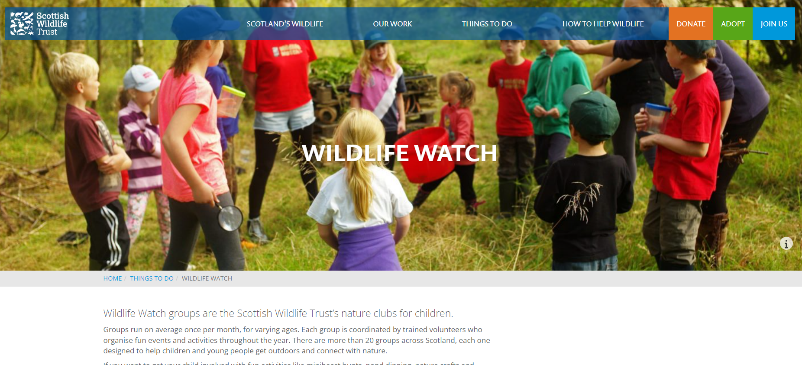 Scottish
Wildlife
Trust
SCOTLAND'S WILDLIFE
OUR WORK
THINGS TO DO
HOW TO HELP WILDLIFE
DONATE
ADOPT
JOIN US
WILDLIFE WATCH
i
HOME / THINGS TO DO / WILDLIFE WATCH
Wildlife Watch groups are the Scottish Wildlife Trust's nature clubs for children.
Groups run on average once per month, for varying ages. Each group is coordinated by trained volunteers who
organise fun events and activities throughout the year. There are more than 20 groups across Scotland, each one
designed to help children and young people get outdoors and connect with nature.